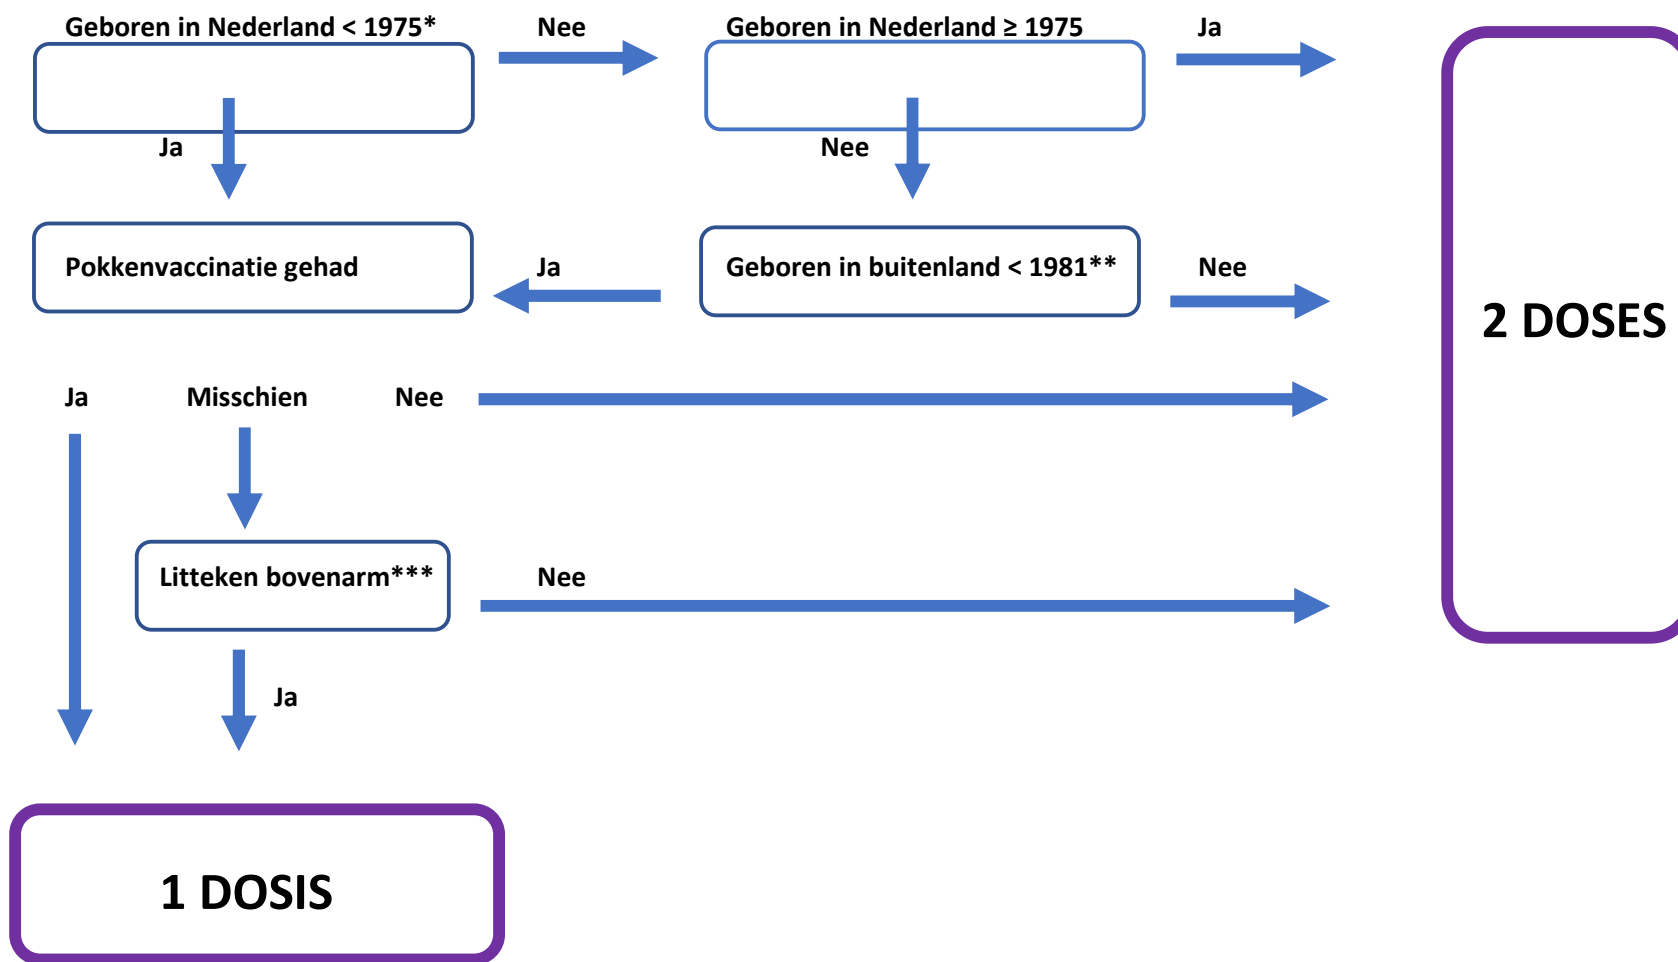 Geboren in Nederland < 1975*
Nee
Geboren in Nederland ≥ 1975
Ja
Ja
Nee
Pokkenvaccinatie gehad
Ja
Geboren in buitenland < 1981**
Nee
2 DOSES
Ja
Misschien
Nee
Litteken bovenarm***
Nee
Ja
1 DOSIS